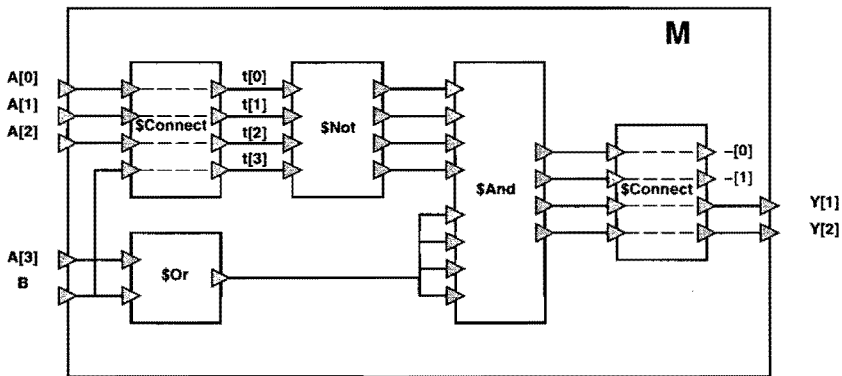 M
A[0]
A[1]
A[2]
t[0]
t[1]
t[2]
t[3]
$Connect
$Not
$And
$Connect
–[0]
–[1]
Y[1]
Y[2]
A[3]
B
$Or